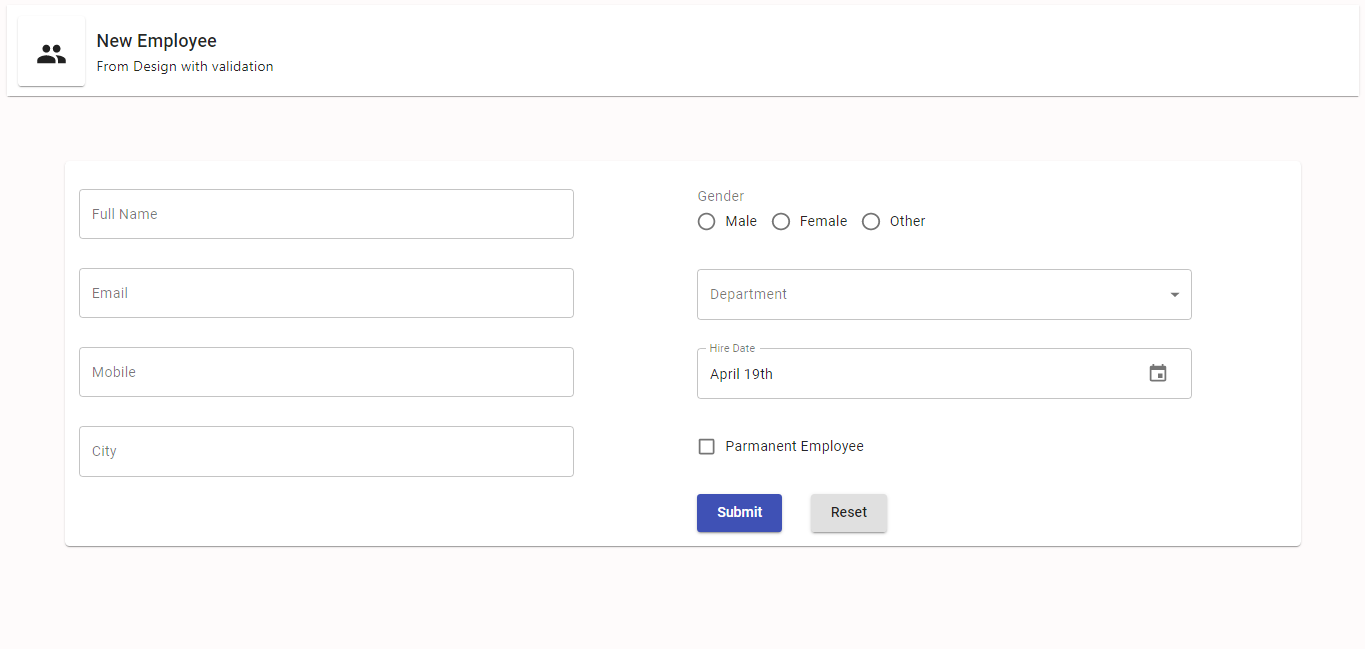 New Employee
From Design with validation
Full Name
Email
Mobile
City
Gender
Male Female Other
Department
Hire Date
April 19th
Parmanent Employee
Submit Reset